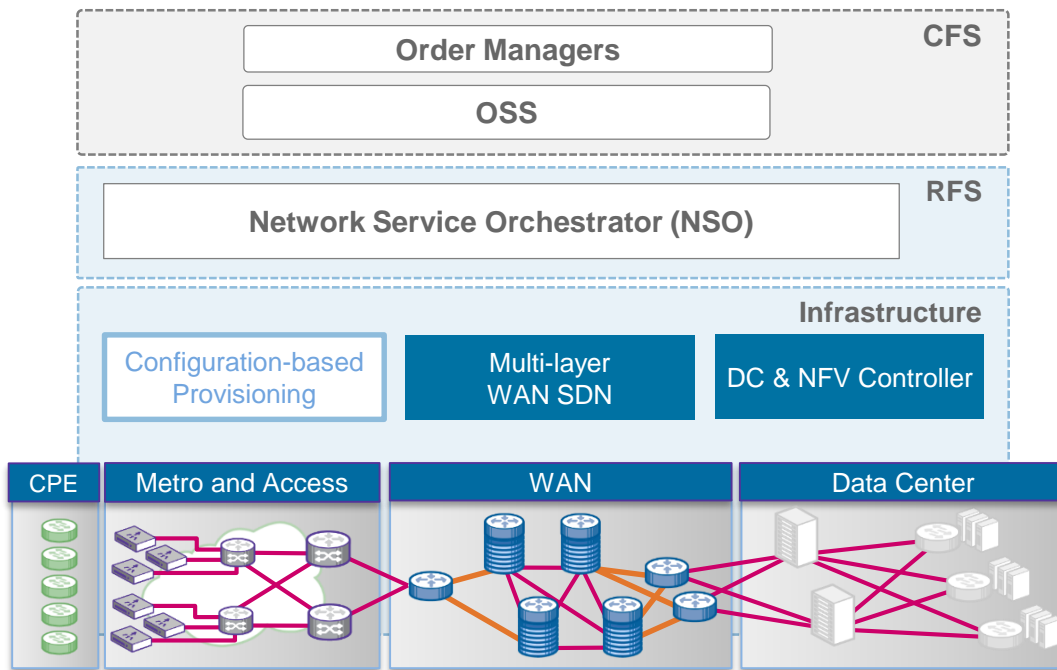 CFS
Order Managers
OSS
RFS
Network Service Orchestrator (NSO)
Infrastructure
Configuration-based
Provisioning
Multi-layer
WAN SDN
DC & NFV Controller
CPE
Metro and Access
WAN
Data Center